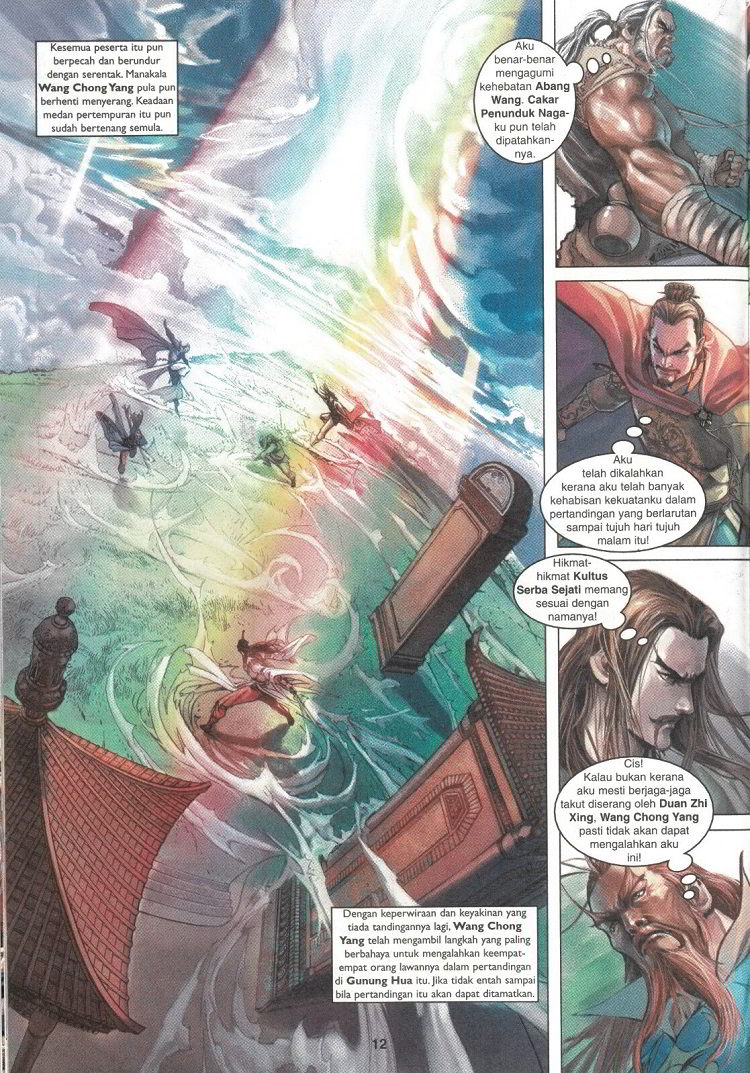 Kesemua peserta itu pun
berpecah dan berundur
dengan serentak. Manakala
Wang Chong Yang pula pun
berhenti menyerang. Keadaan
medan pertempuran itu pun
sudah bertenang semula.
Aku
benar-benar
mengagumi
kehebatan Abang
Wang. Cakar
Penunduk Naga-
ku pun telah
dipatahkan-
nya.
Aku
telah dikalahkan
kerana aku telah banyak
kehabisan kekuatanku dalam
pertandingan yang berlarutan
sampai tujuh hari tujuh
malam itu!
Hikmat-
hikmat Kultus
Serba Sejati memang
sesuai dengan
namanya!
Cis!
Kalau bukan kerana
aku mesti berjaga-jaga
takut diserang oleh Duan Zhi
Xing, Wang Chong Yang
pasti tidak akan dapat
mengalahkan aku
ini!
Dengan keperwiraan dan keyakinan yang
tiada tandingannya lagi, Wang Chong
Yang telah mengambil langkah yang paling
berbahaya untuk mengalahkan keempat-
empat orang lawannya dalam pertandingan
di Gunung Hua itu. Jika tidak entah sampai
bila pertandingan itu akan dapat ditamatkan.
12